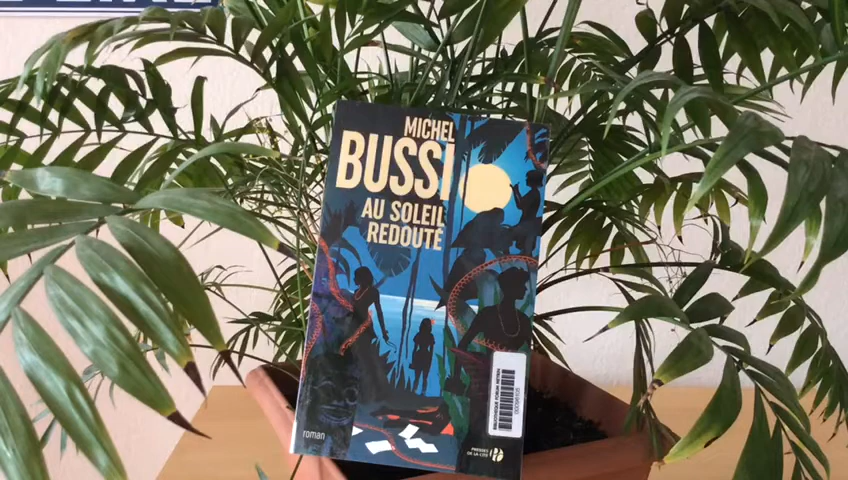 MICHEL
BUSSI
AU SOLEIL
REDOUTÉ
roman
PRESSES
DE LA CITÉ